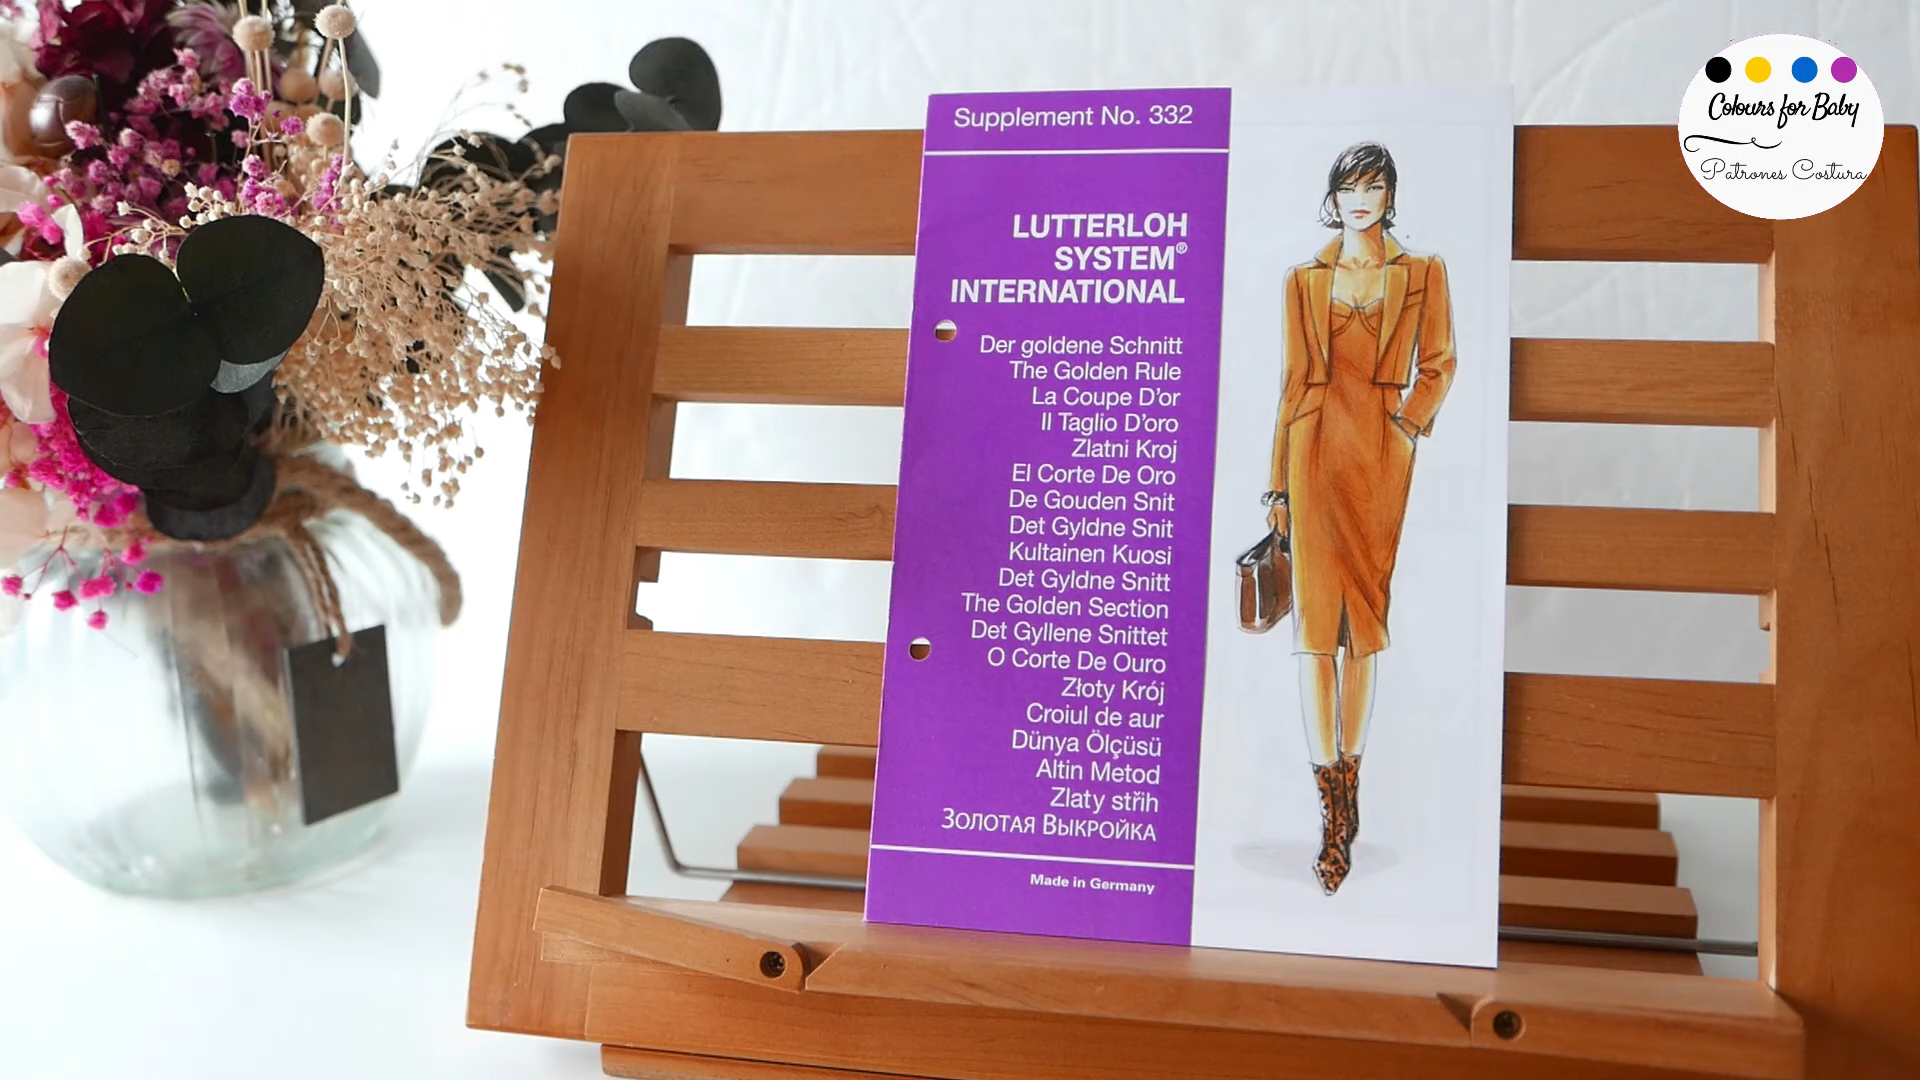 Supplement No. 332
LUTTERLOH
SYSTEM®
INTERNATIONAL
Der goldene Schnitt
The Golden Rule
La Coupe D'or
Il Taglio D'oro
Zlatni Kroj
El Corte De Oro
De Gouden Snit
Det Gyldne Snit
Kultainen Kuosi
Det Gyldne Snitt
The Golden Section
Det Gyllene Snittet
O Corte De Ouro
Złoty Krój
Croiul de aur
Dünya Ölçüsü
Altin Metod
Zlaty střih
Золотая Выкройка
Made in Germany
Colours for Baby
Patrones Costura